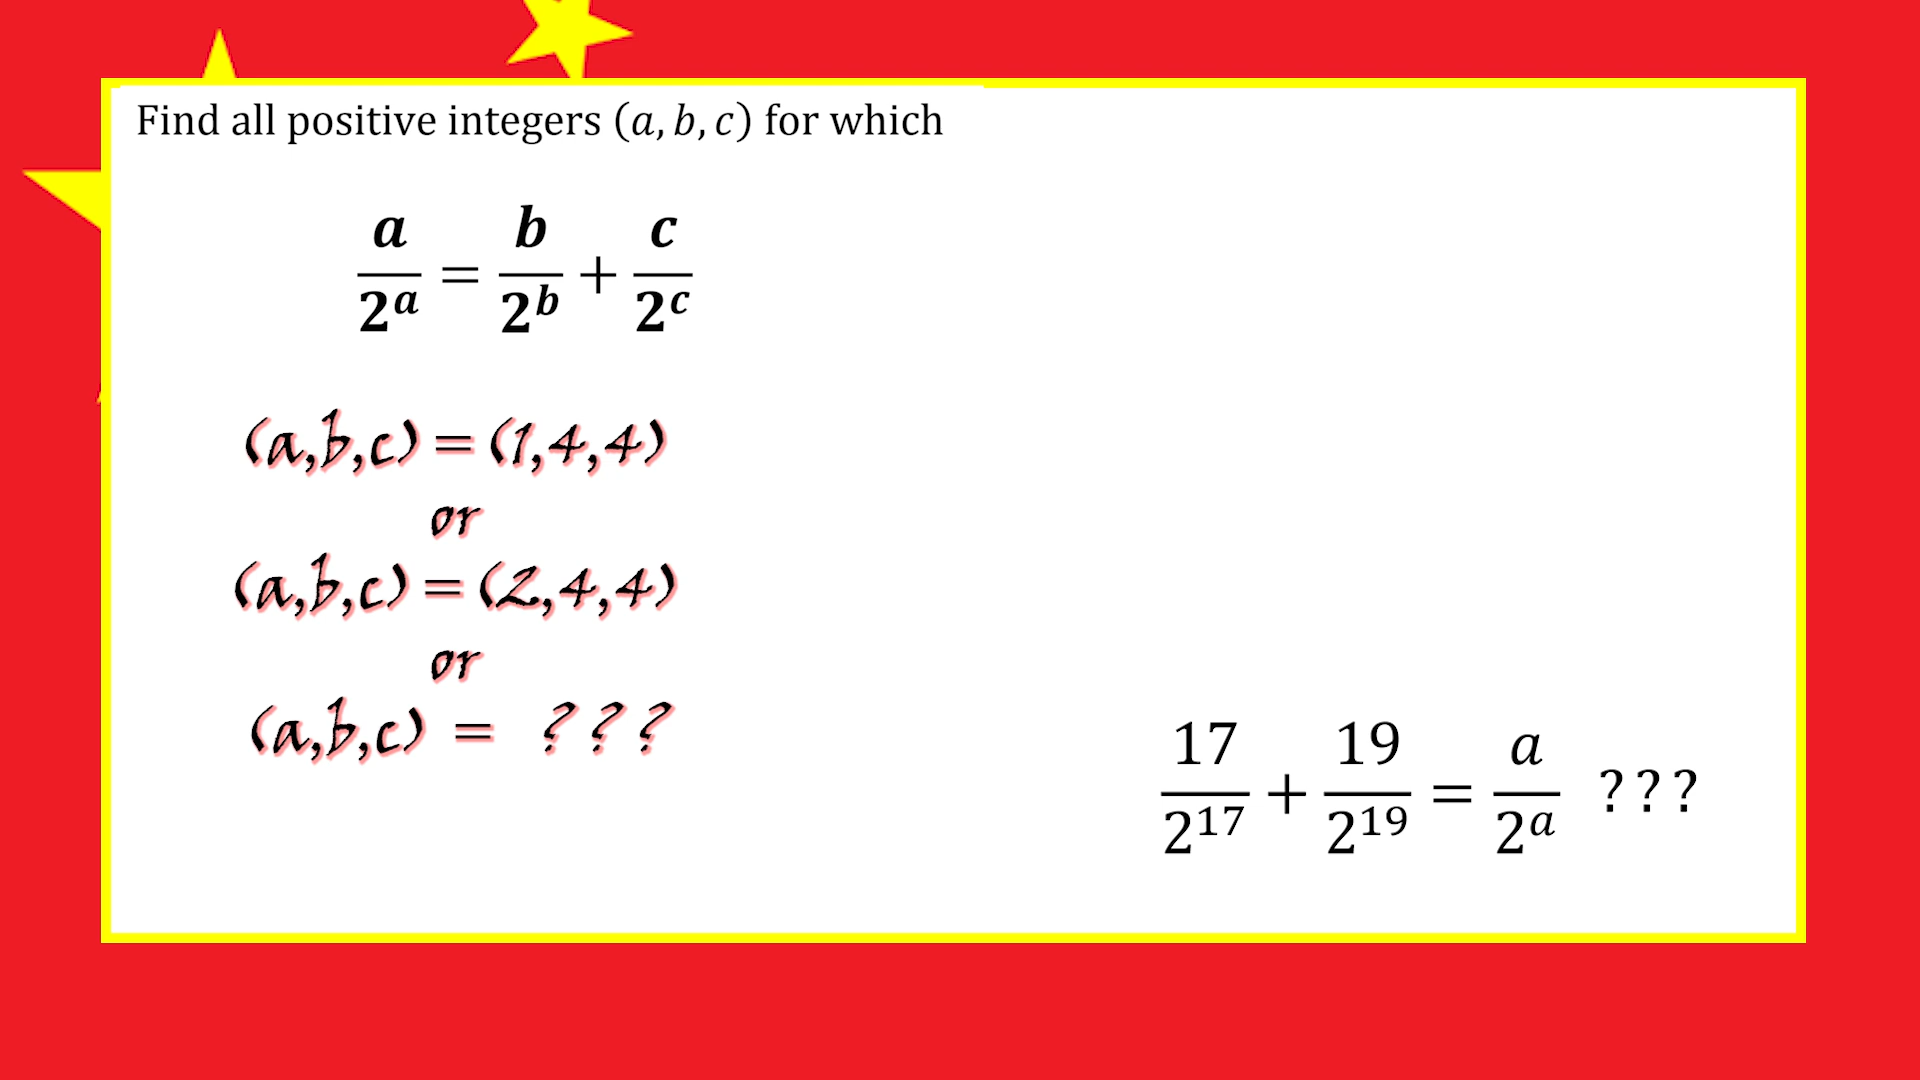 Find all positive integers (a, b, c) for which
a/2^a = b/2^b + c/2^c
(a,b,c) = (1,4,4)
or
(a,b,c) = (2,4,4)
or
(a,b,c) = ???
17/2^17 + 19/2^19 = a/2^a ???